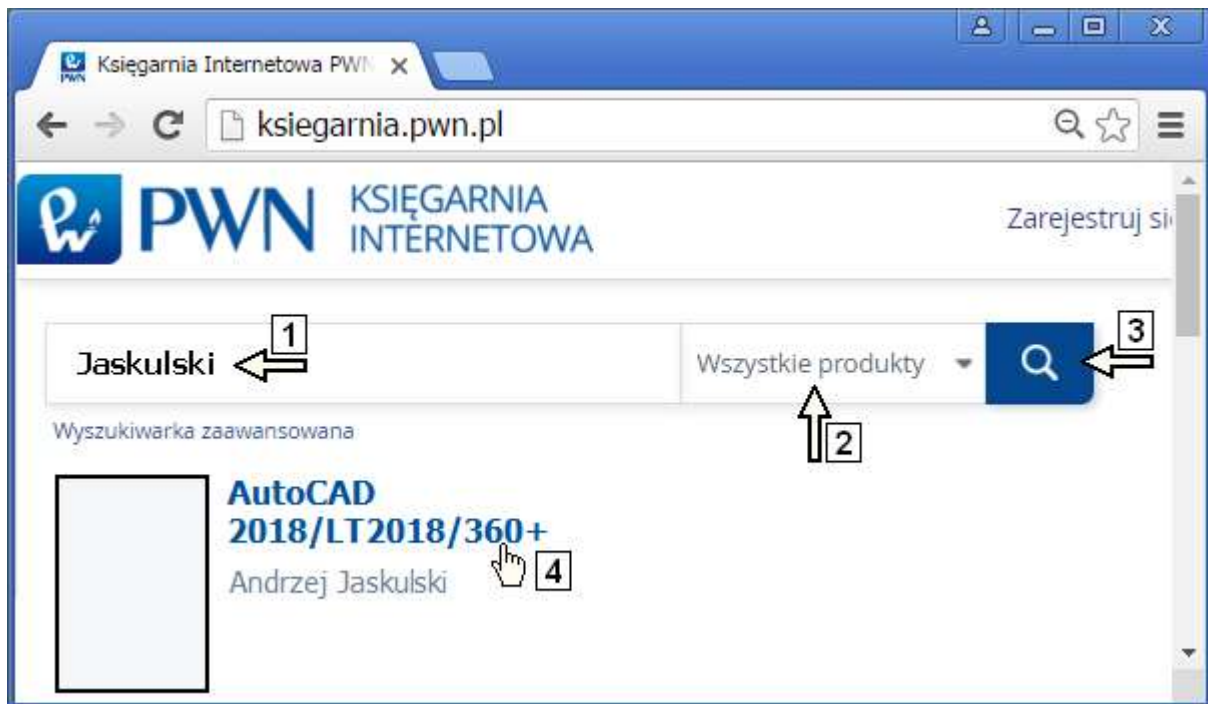 Księgarnia Internetowa PWN
ksiegarnia.pwn.pl
PWN KSIĘGARNIA
INTERNETOWA
Zarejestruj się
1
3
Jaskulski
Wszystkie produkty
2
Wyszukiwarka zaawansowana
AutoCAD
2018/LT2018/360+
4
Andrzej Jaskulski